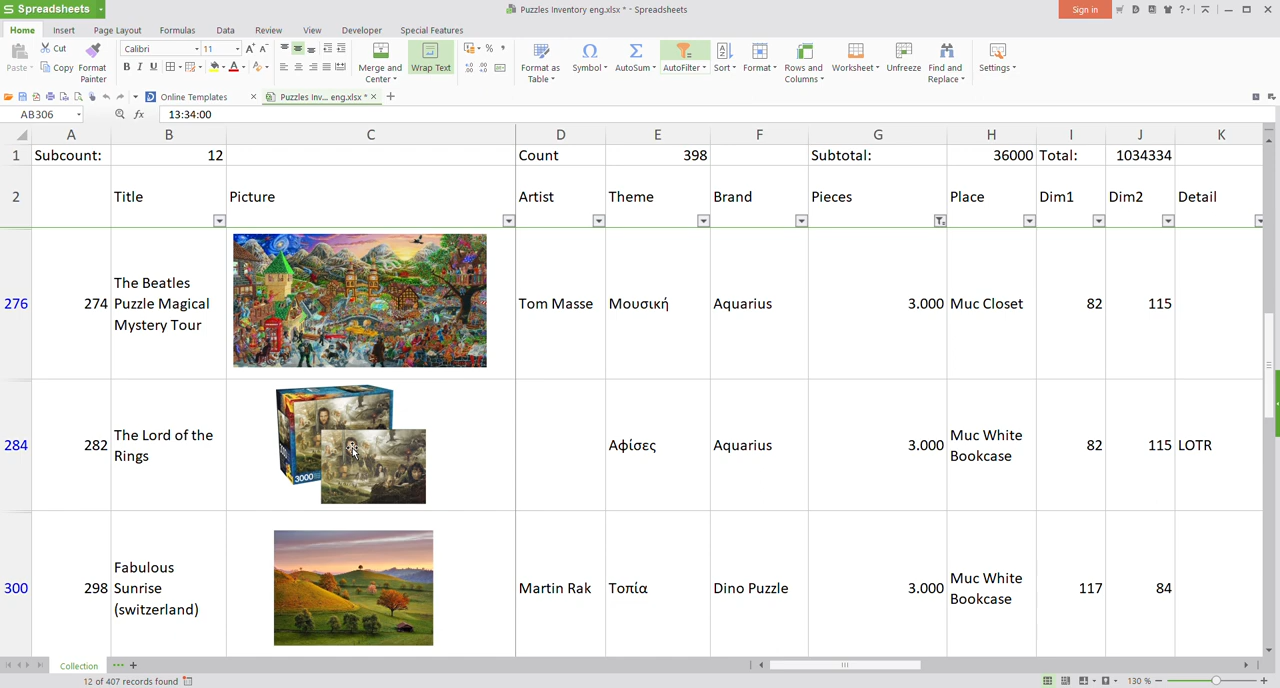 Spreadsheets
Puzzles Inventory eng.xlsx * - Spreadsheets
Sign in
Home Insert Page Layout Formulas Data Review View Developer Special Features
Paste Cut Copy Format Painter
Calibri 11
B I U A
Merge and Center Wrap Text
Format as Table Symbol AutoSum AutoFilter Sort Format Rows and Columns Worksheet Unfreeze Find and Replace Settings
Online Templates Puzzles Inv... eng.xlsx *
AB306 fx 13:34:00
A B C D E F G H I J K
1 Subcount: 12 Count 398 Subtotal: 36000 Total: 1034334
2 Title Picture Artist Theme Brand Pieces Place Dim1 Dim2 Detail
276 274 The Beatles Puzzle Magical Mystery Tour Tom Masse Μουσική Aquarius 3.000 Muc Closet 82 115
284 282 The Lord of the Rings 3000 Αφίσες Aquarius 3.000 Muc White Bookcase 82 115 LOTR
300 298 Fabulous Sunrise (switzerland) Martin Rak Τοπία Dino Puzzle 3.000 Muc White Bookcase 117 84
Collection
12 of 407 records found 130 %